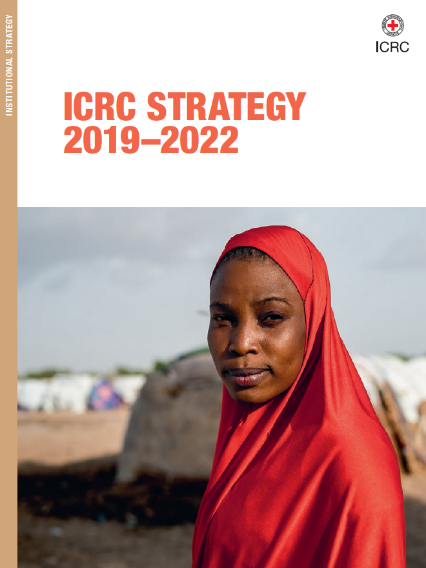 INSTITUTIONAL STRATEGY
ICRC
ICRC STRATEGY
2019–2022